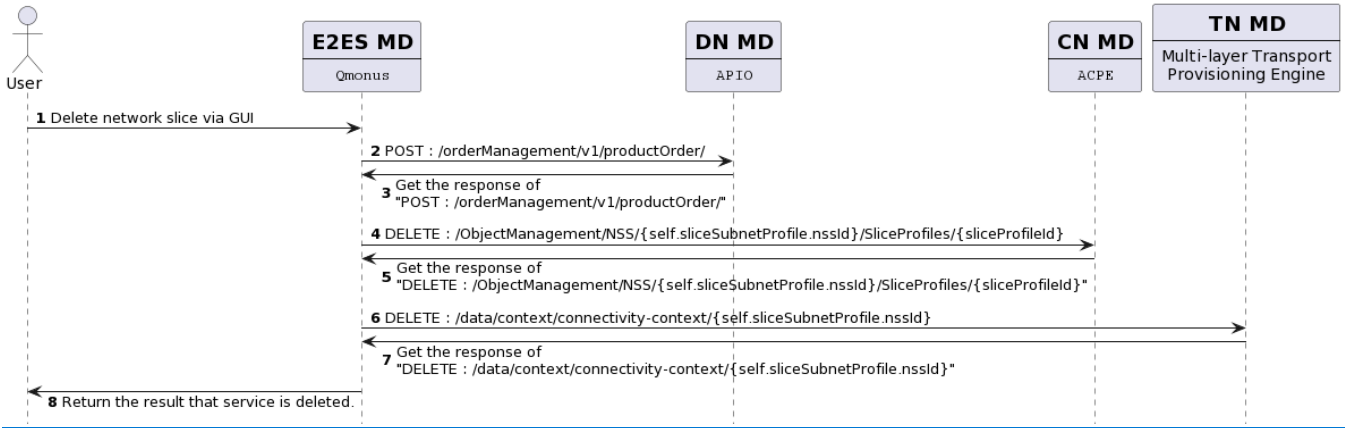 User
E2ES MD
Qmonus
DN MD
APIO
CN MD
ACPE
TN MD
Multi-layer Transport
Provisioning Engine
1 Delete network slice via GUI
2 POST : /orderManagement/v1/productOrder/
3 Get the response of
"POST : /orderManagement/v1/productOrder/"
4 DELETE : /ObjectManagement/NSS/{self.sliceSubnetProfile.nssId}/SliceProfiles/{sliceProfileId}
5 Get the response of
"DELETE : /ObjectManagement/NSS/{self.sliceSubnetProfile.nssId}/SliceProfiles/{sliceProfileId}"
6 DELETE : /data/context/connectivity-context/{self.sliceSubnetProfile.nssId}
7 Get the response of
"DELETE : /data/context/connectivity-context/{self.sliceSubnetProfile.nssId}"
8 Return the result that service is deleted.